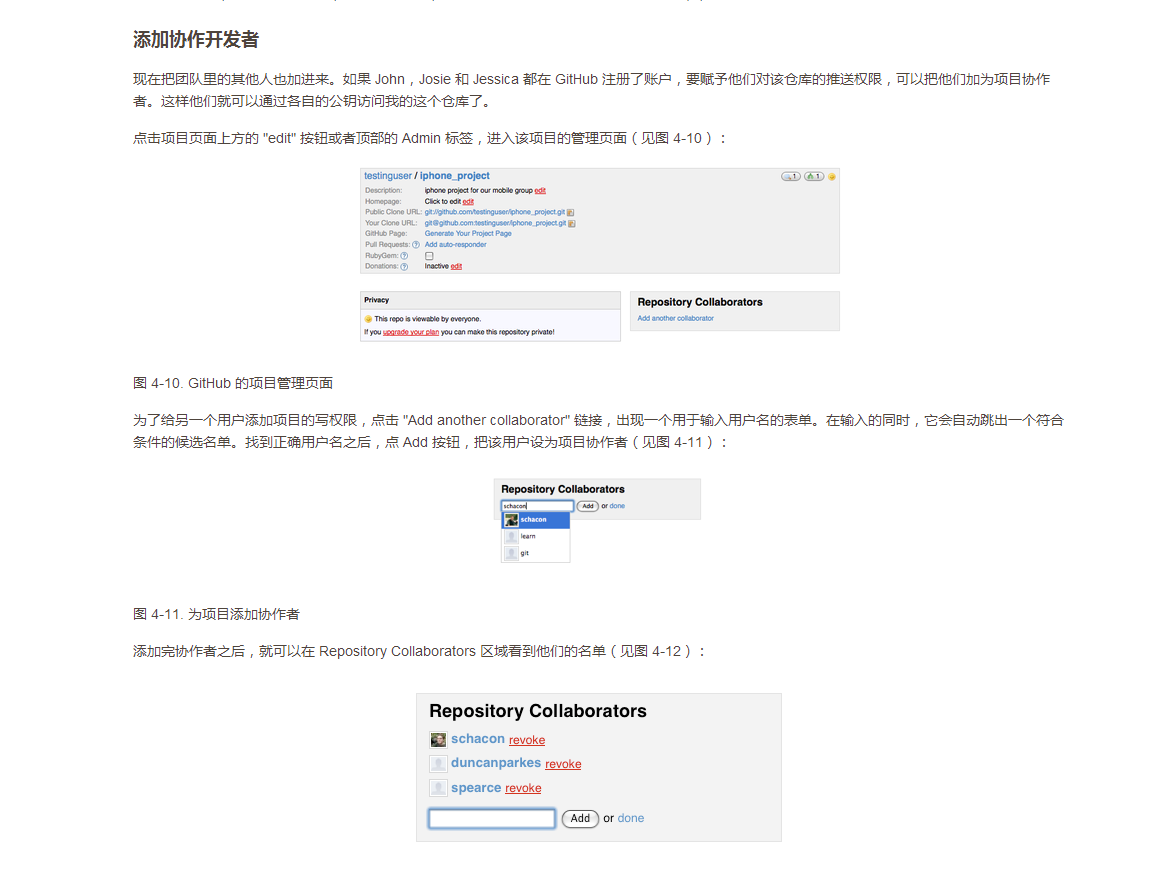 添加协作开发者
现在把团队里的其他人也加进来。如果 John，Josie 和 Jessica 都在 GitHub 注册了账户，要赋予他们对该仓库的推送权限，可以把他们加为项目协作
者。这样他们就可以通过各自的公钥访问我的这个仓库了。
点击项目页面上方的 "edit" 按钮或者顶部的 Admin 标签，进入该项目的管理页面（见图 4-10）：
testinguser / iphone_project 1 1
Description: iphone project for our mobile group edit
Homepage: Click to edit edit
Public Clone URL: git://github.com/testinguser/iphone_project.git
Your Clone URL: git@github.com:testinguser/iphone_project.git
GitHub Page: Generate Your Project Page
Pull Requests: ? Add auto-responder
RubyGem: ?
Donations: ? Inactive edit
Privacy
This repo is viewable by everyone.
If you upgrade your plan you can make this repository private!
Repository Collaborators
Add another collaborator
图 4-10. GitHub 的项目管理页面
为了给另一个用户添加项目的写权限，点击 "Add another collaborator" 链接，出现一个用于输入用户名的表单。在输入的同时，它会自动跳出一个符合
条件的候选名单。找到正确用户名之后，点 Add 按钮，把该用户设为项目协作者（见图 4-11）：
Repository Collaborators
schacon Add or done
schacon
learn
git
图 4-11. 为项目添加协作者
添加完协作者之后，就可以在 Repository Collaborators 区域看到他们的名单（见图 4-12）：
Repository Collaborators
schacon revoke
duncanparkes revoke
spearce revoke
Add or done